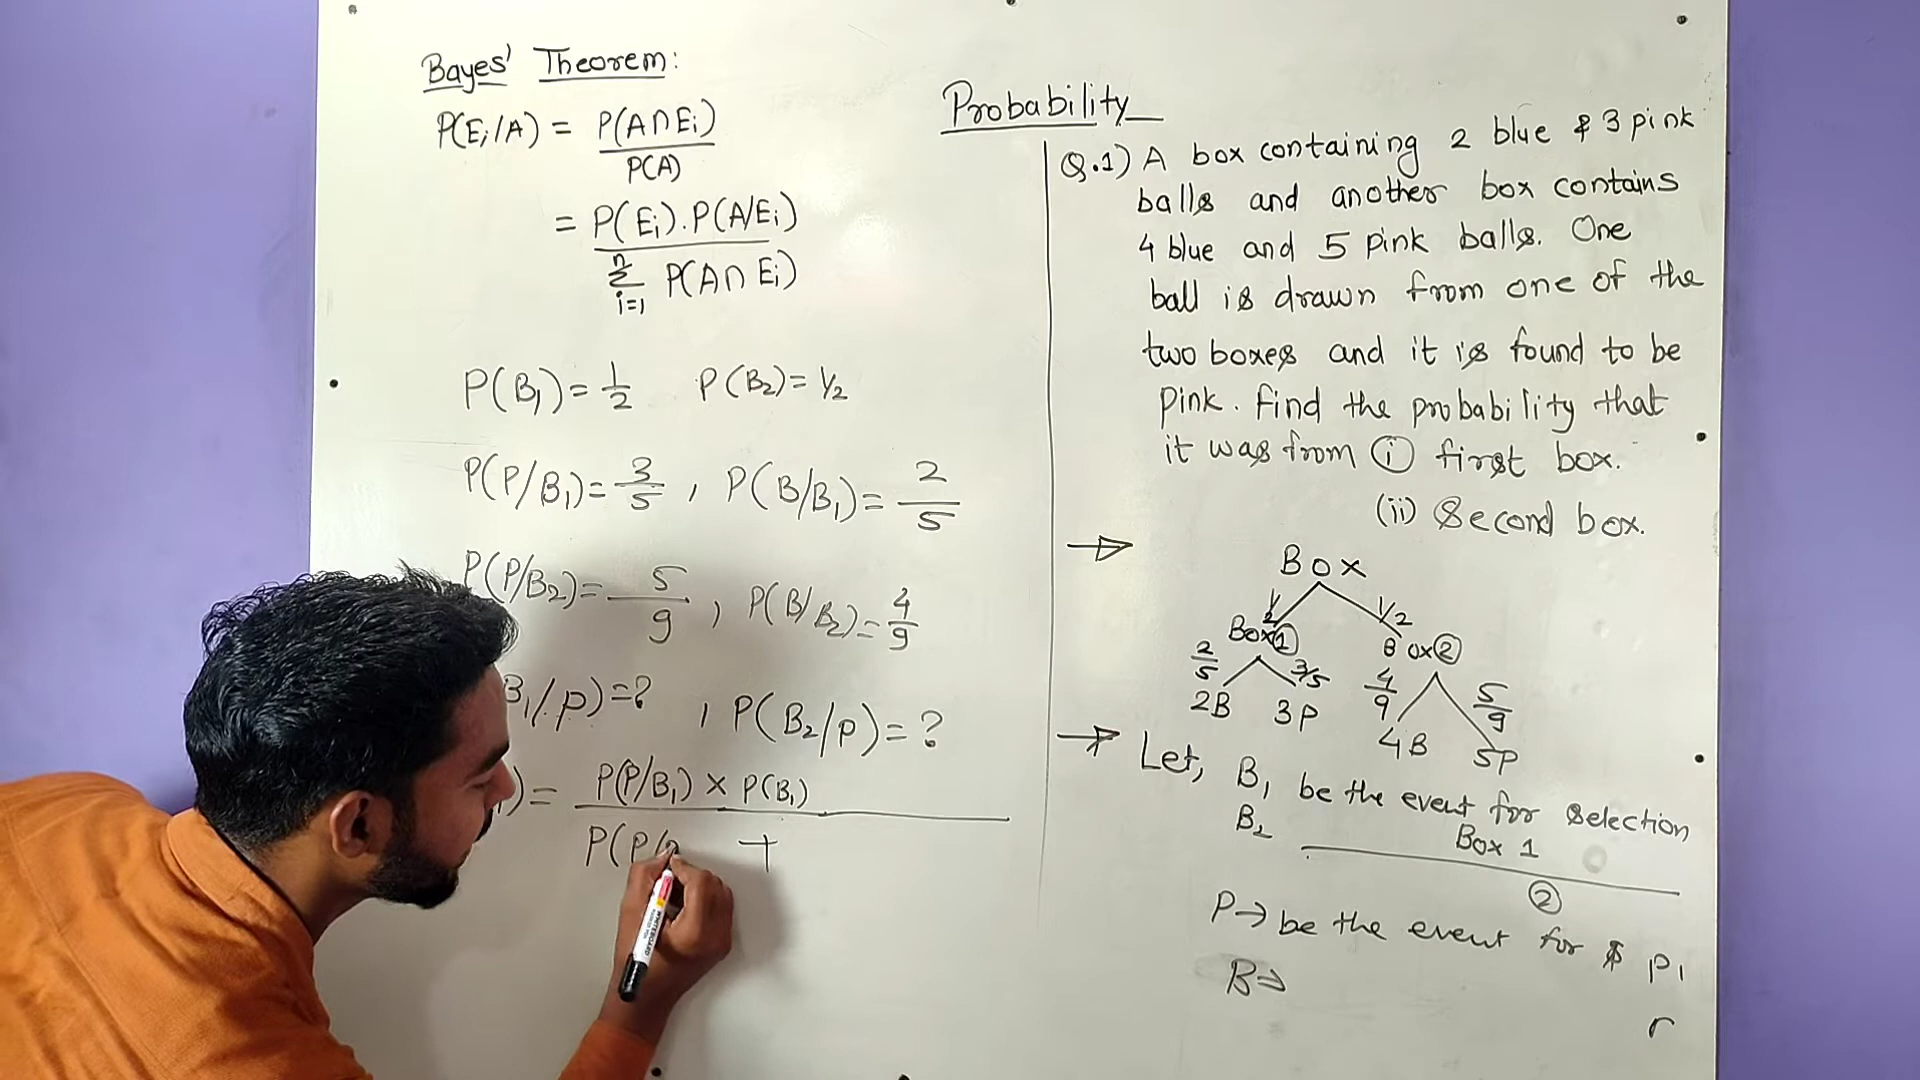 Bayes' Theorem:
P(Ei/A) = P(A∩Ei)
P(A)
= P(Ei).P(A/Ei)
n
Σ P(A∩Ei)
i=1
P(B1)= 1/2 P(B2)= 1/2
P(P/B1)= 3/5 , P(B/B1)= 2/5
P(P/B2)= 5/9 , P(B/B2)= 4/9
B1/P)=? , P(B2/P)=?
)= P(P/B1) × P(B1)
P(P/ +
Probability
Q.1) A box containing 2 blue & 3 pink
balls and another box contains
4 blue and 5 pink balls. One
ball is drawn from one of the
two boxes and it is found to be
pink. find the probability that
it was from (i) first box.
(ii) Second box.
→ Box
1/2 1/2
Box① Box②
2/5 3/5 4/9 5/9
2B 3P 4B 5P
→ Let, B1 be the event for selection
Box 1
B2
②
P→ be the event for P
B⇒
r